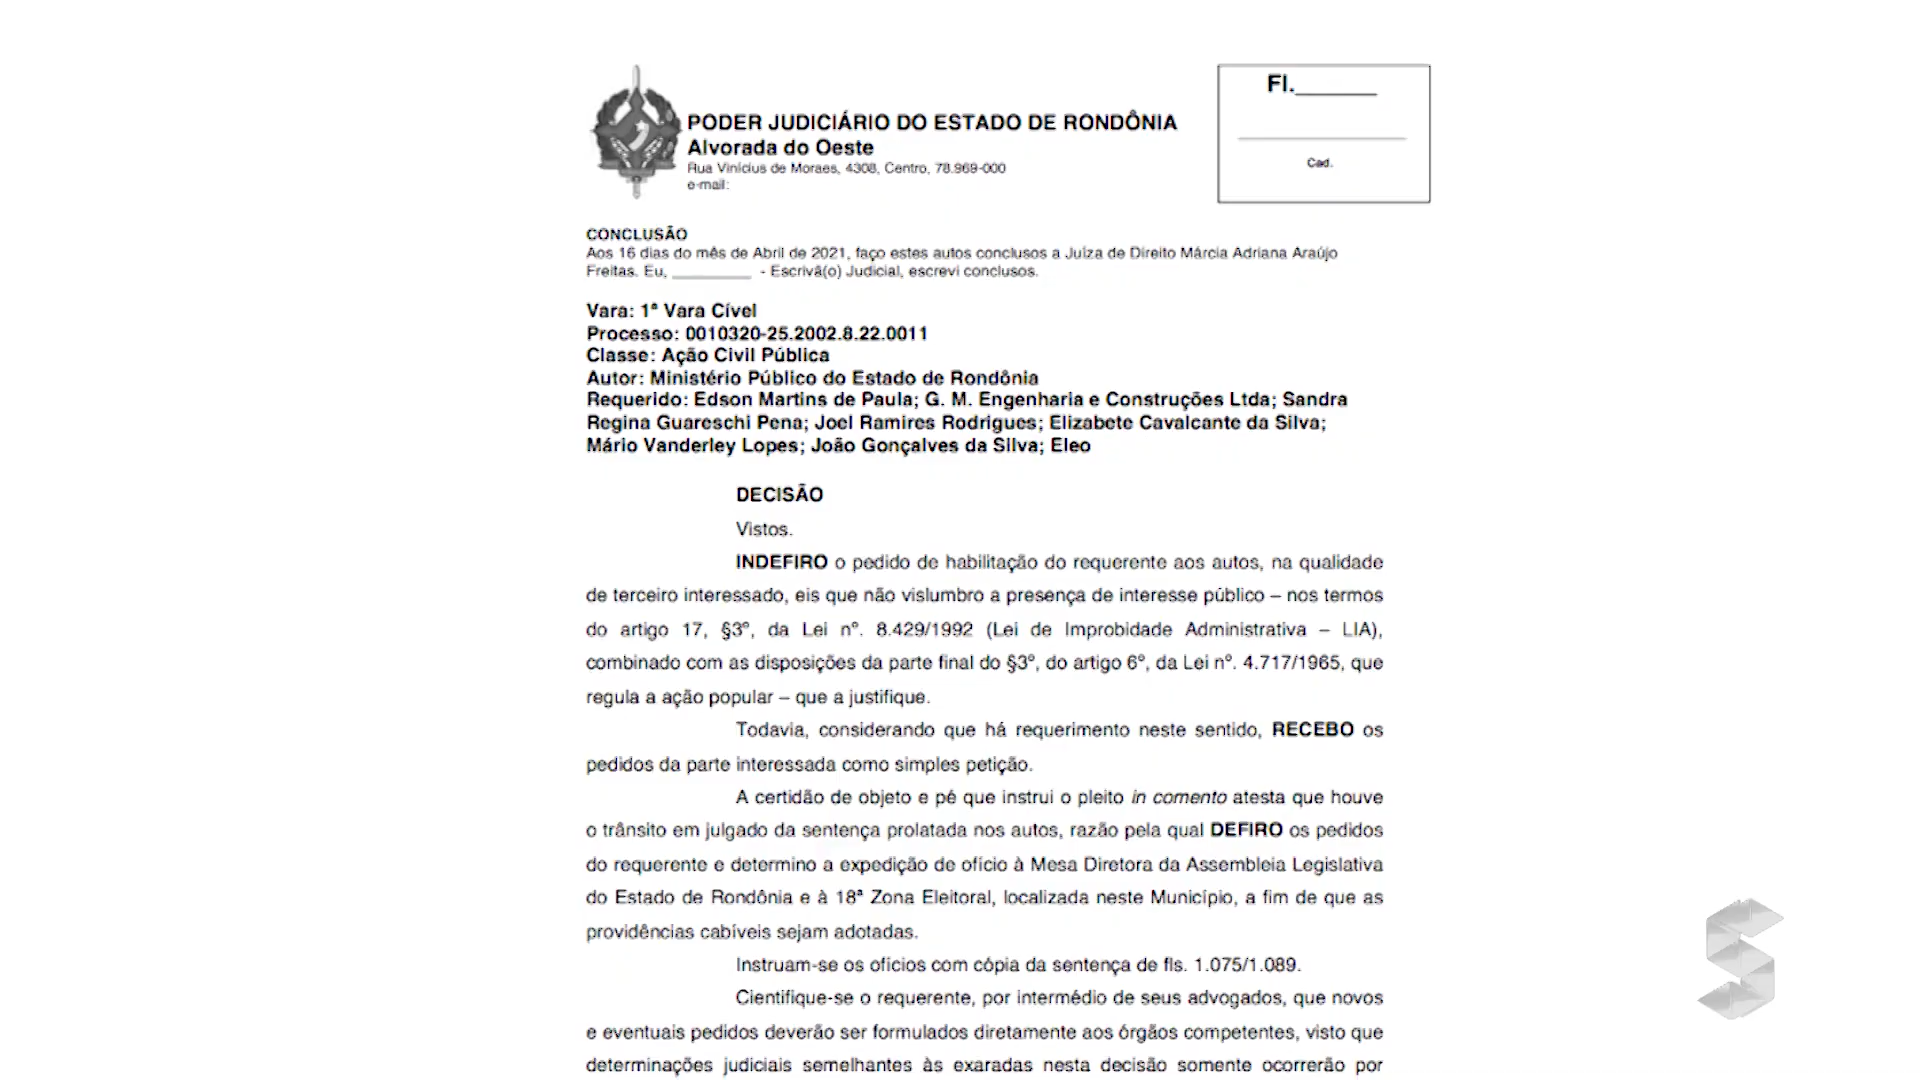 Fl.______
PODER JUDICIÁRIO DO ESTADO DE RONDÔNIA
Alvorada do Oeste
Rua Vinícius de Moraes, 4308, Centro, 78.969-000
e-mail:
Cad.
CONCLUSÃO
Aos 16 dias do mês de Abril de 2021, faço estes autos conclusos a Juíza de Direito Márcia Adriana Araújo
Freitas. Eu, _________ - Escrivã(o) Judicial, escrevi conclusos.
Vara: 1ª Vara Cível
Processo: 0010320-25.2002.8.22.0011
Classe: Ação Civil Pública
Autor: Ministério Público do Estado de Rondônia
Requerido: Edson Martins de Paula; G. M. Engenharia e Construções Ltda; Sandra
Regina Guareschi Pena; Joel Ramires Rodrigues; Elizabete Cavalcante da Silva;
Mário Vanderley Lopes; João Gonçalves da Silva; Eleo
DECISÃO
Vistos.
INDEFIRO o pedido de habilitação do requerente aos autos, na qualidade
de terceiro interessado, eis que não vislumbro a presença de interesse público – nos termos
do artigo 17, §3º, da Lei nº. 8.429/1992 (Lei de Improbidade Administrativa – LIA),
combinado com as disposições da parte final do §3º, do artigo 6º, da Lei nº. 4.717/1965, que
regula a ação popular – que a justifique.
Todavia, considerando que há requerimento neste sentido, RECEBO os
pedidos da parte interessada como simples petição.
A certidão de objeto e pé que instrui o pleito in comento atesta que houve
o trânsito em julgado da sentença prolatada nos autos, razão pela qual DEFIRO os pedidos
do requerente e determino a expedição de ofício à Mesa Diretora da Assembleia Legislativa
do Estado de Rondônia e à 18ª Zona Eleitoral, localizada neste Município, a fim de que as
providências cabíveis sejam adotadas.
Instruam-se os ofícios com cópia da sentença de fls. 1.075/1.089.
Cientifique-se o requerente, por intermédio de seus advogados, que novos
e eventuais pedidos deverão ser formulados diretamente aos órgãos competentes, visto que
determinações judiciais semelhantes às exaradas nesta decisão somente ocorrerão por